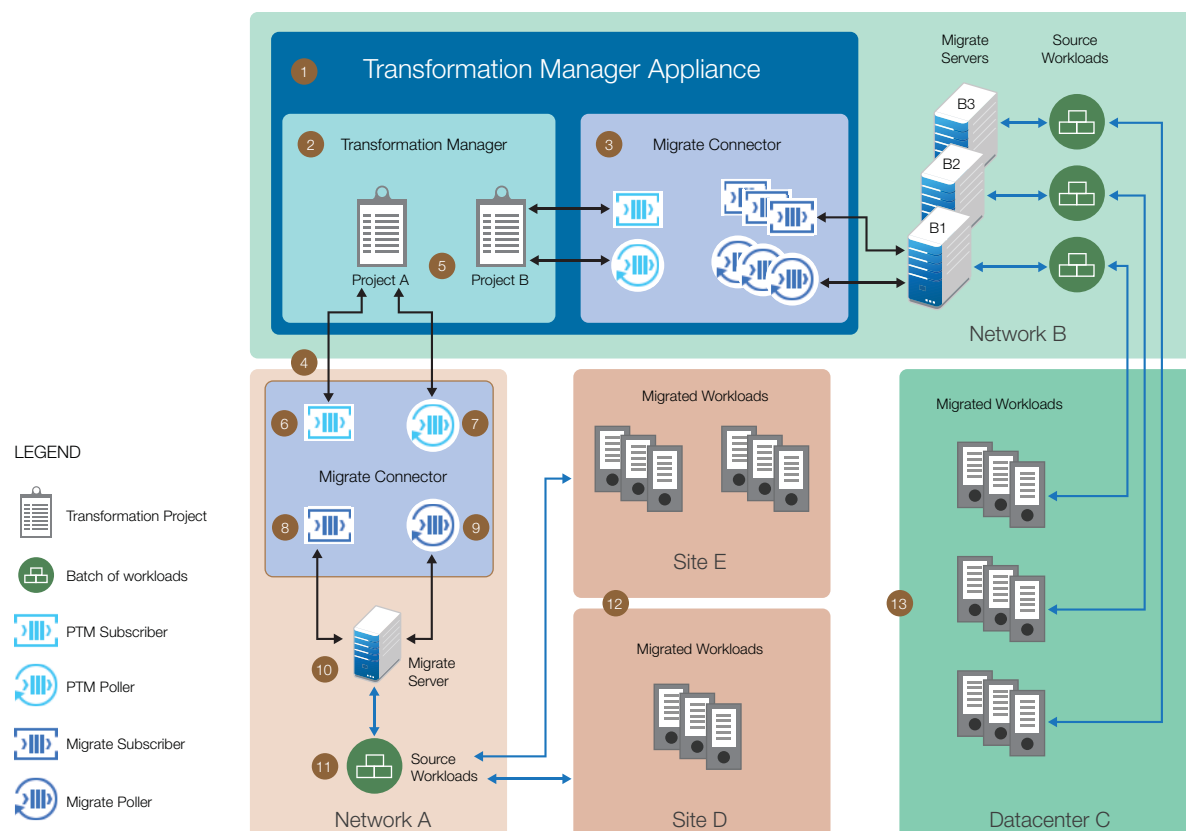 Transformation Manager Appliance
1
Migrate
Servers
Source
Workloads
B3
B2
B1
2
Transformation Manager
3
Migrate Connector
5
Project A
Project B
Network B
4
6
7
Migrate Connector
8
9
10
Migrate
Server
11
Source
Workloads
Network A
Migrated Workloads
Site E
12
Migrated Workloads
Site D
Migrated Workloads
13
Datacenter C
LEGEND
Transformation Project
Batch of workloads
PTM Subscriber
PTM Poller
Migrate Subscriber
Migrate Poller